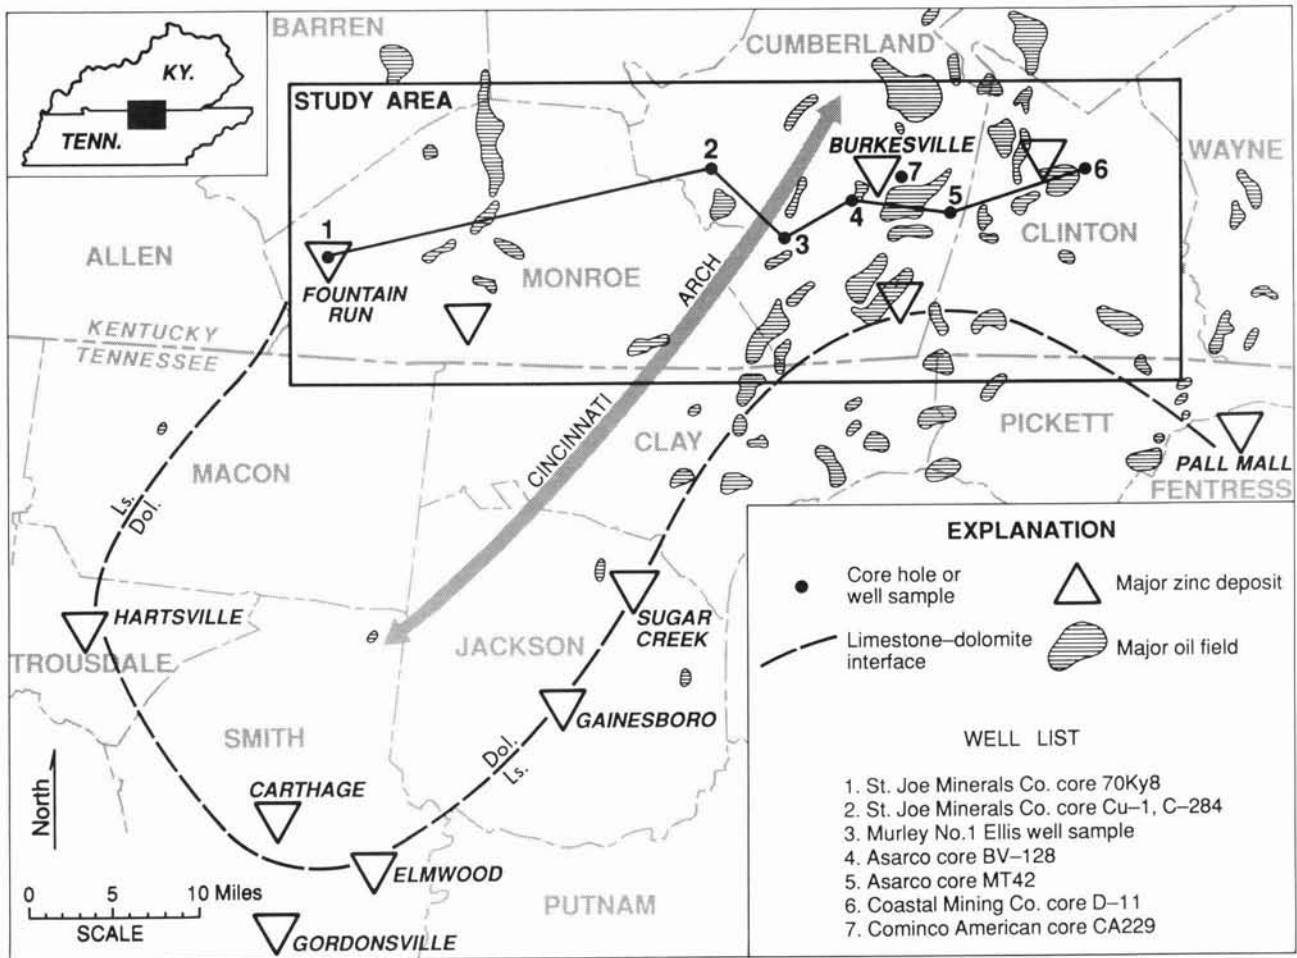 BARREN
CUMBERLAND
KY.
TENN.
STUDY AREA
BURKESVILLE
WAYNE
2
7
6
5
4
3
1
ALLEN
CLINTON
MONROE
FOUNTAIN
RUN
ARCH
KENTUCKY
TENNESSEE
CINCINNATI
CLAY
PICKETT
MACON
PALL MALL
FENTRESS
Ls.
Dol.
HARTSVILLE
TROUSDALE
SUGAR
CREEK
JACKSON
GAINESBORO
SMITH
Dol.
Ls.
CARTHAGE
ELMWOOD
PUTNAM
GORDONSVILLE
North
0 5 10 Miles
SCALE
EXPLANATION
Core hole or
well sample
Major zinc deposit
Limestone–dolomite
interface
Major oil field
WELL LIST
1. St. Joe Minerals Co. core 70Ky8
2. St. Joe Minerals Co. core Cu–1, C–284
3. Murley No.1 Ellis well sample
4. Asarco core BV–128
5. Asarco core MT42
6. Coastal Mining Co. core D–11
7. Cominco American core CA229